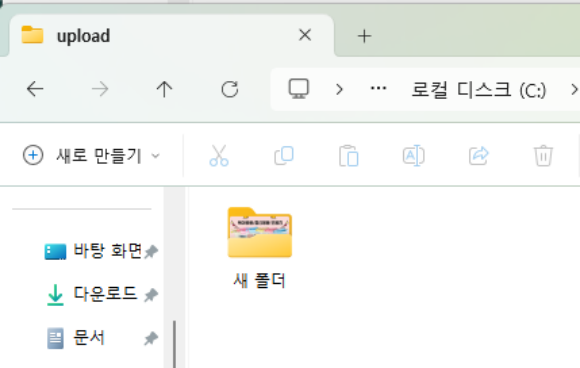 upload
로컬 디스크 (C:)
새로 만들기
바탕 화면
다운로드
문서
새 폴더